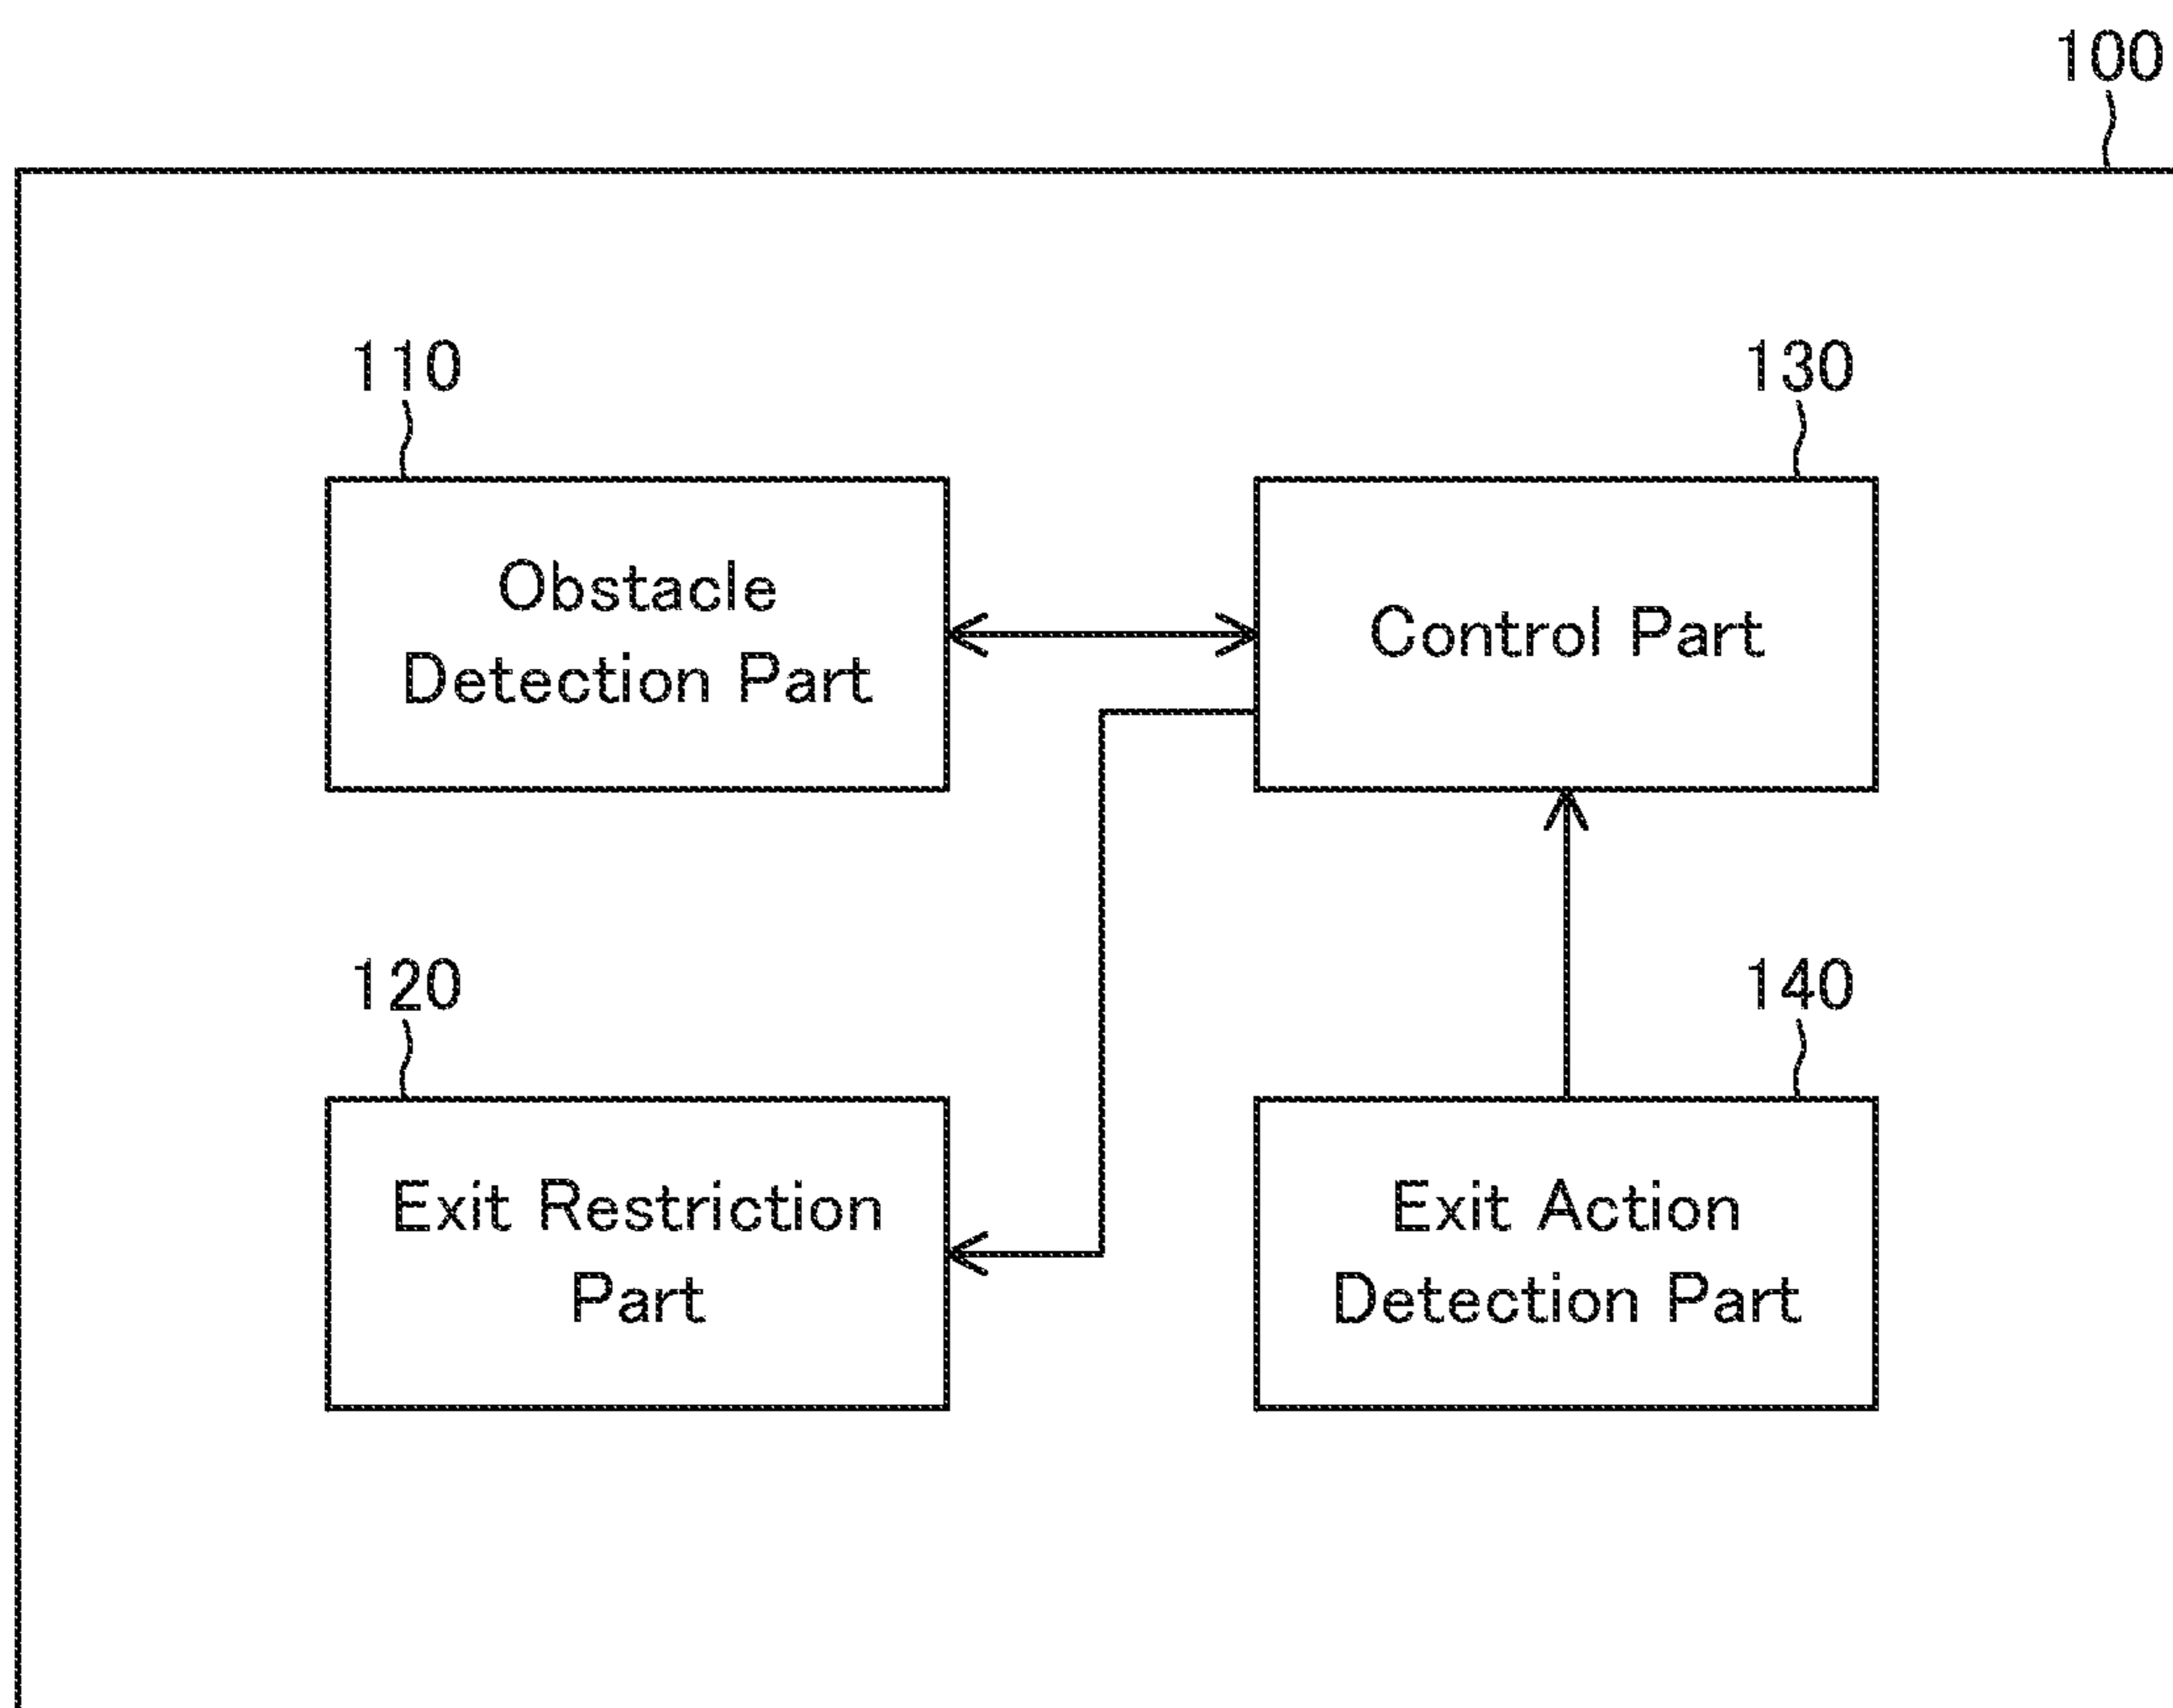 100
110
130
Obstacle
Detection Part
Control Part
120
140
Exit Restriction
Part
Exit Action
Detection Part